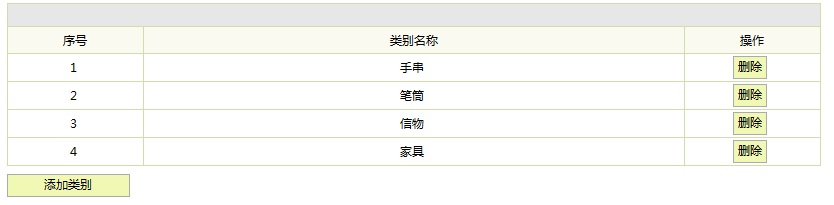 序号 类别名称 操作
1 手串 删除
2 笔筒 删除
3 信物 删除
4 家具 删除
添加类别